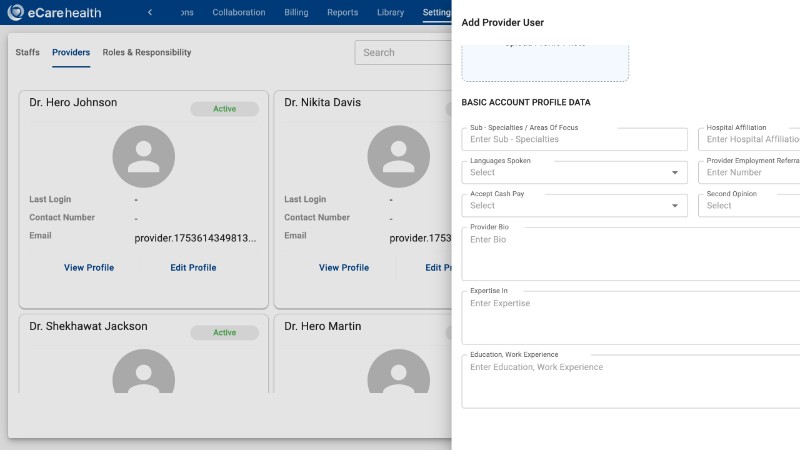 eCarehealth
ons Collaboration Billing Reports Library Setting
Add Provider User
Staffs Providers Roles & Responsibility
Search
BASIC ACCOUNT PROFILE DATA
Dr. Hero Johnson
Active
Dr. Nikita Davis
Sub - Specialties / Areas Of Focus
Enter Sub - Specialties
Hospital Affiliation
Enter Hospital Affiliatio
Languages Spoken
Select
Provider Employment Referra
Enter Number
Accept Cash Pay
Select
Second Opinion
Select
Last Login -
Contact Number -
Email provider.1753614349813...
View Profile Edit Profile
Last Login -
Contact Number -
Email provider.1753
View Profile Edit P
Provider Bio
Enter Bio
Expertise In
Enter Expertise
Dr. Shekhawat Jackson
Active
Dr. Hero Martin
Education, Work Experience
Enter Education, Work Experience